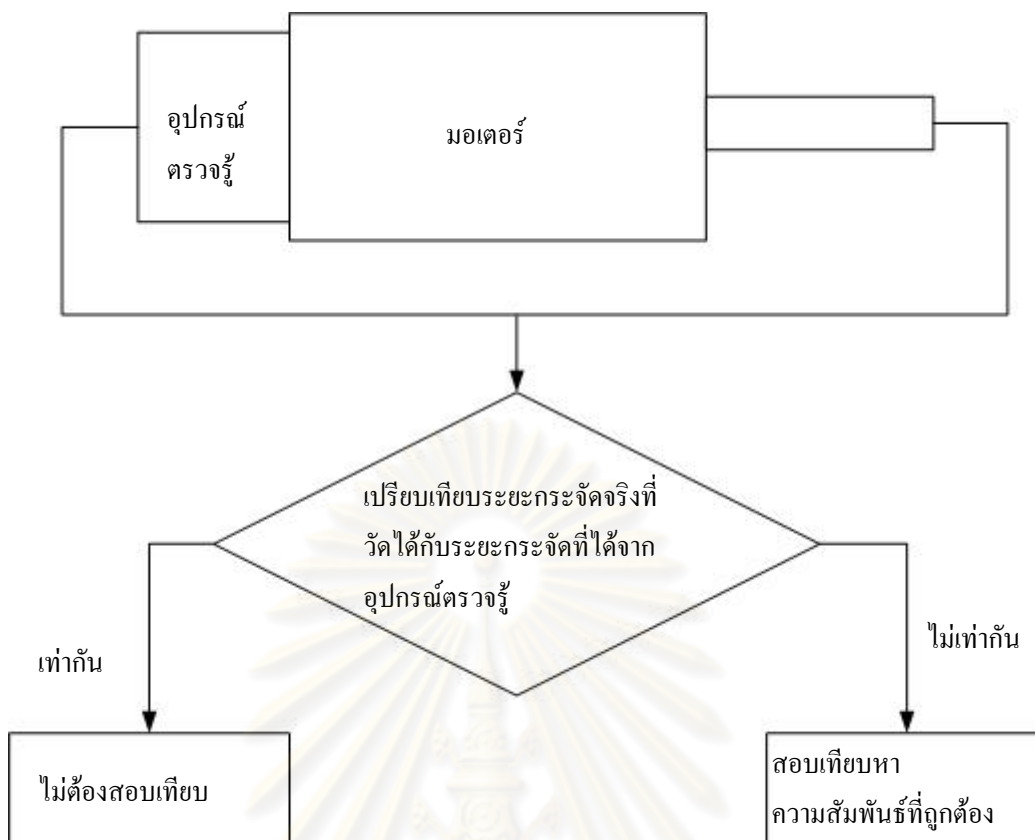 อุปกรณ์
ตรวจรู้
มอเตอร์
เปรียบเทียบระยะกระจัดจริงที่
วัดได้กับระยะกระจัดที่ได้จาก
อุปกรณ์ตรวจรู้
เท่ากัน
ไม่เท่ากัน
ไม่ต้องสอบเทียบ
สอบเทียบหา
ความสัมพันธ์ที่ถูกต้อง